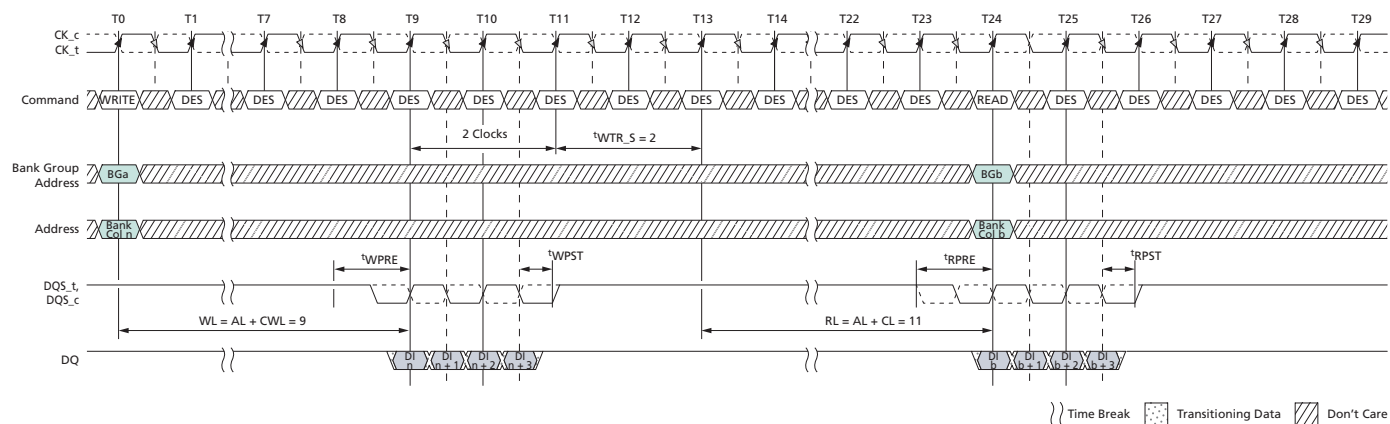 T0 T1 T7 T8 T9 T10 T11 T12 T13 T14 T22 T23 T24 T25 T26 T27 T28 T29
CK_c
CK_t
Command WRITE DES DES DES DES DES DES DES DES DES DES DES READ DES DES DES DES DES
2 Clocks tWTR_S = 2
Bank Group
Address BGa BGb
Address Bank
Col n Bank
Col b
tWPRE tWPST tRPRE tRPST
DQS_t,
DQS_c
WL = AL + CWL = 9 RL = AL + CL = 11
DQ DI
n DI
n + 1 DI
n + 2 DI
n + 3 DI
b DI
b + 1 DI
b + 2 DI
b + 3
Time Break Transitioning Data Don't Care